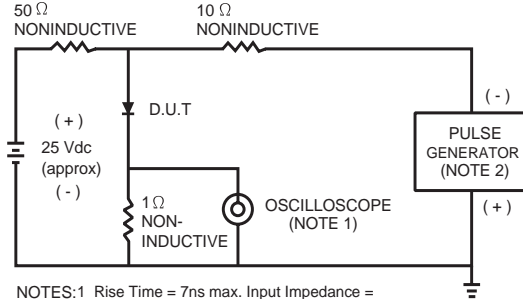 50 Ω
NONINDUCTIVE
10 Ω
NONINDUCTIVE
( + )
25 Vdc
(approx)
( - )
D.U.T
1 Ω
NON-
INDUCTIVE
OSCILLOSCOPE
(NOTE 1)
( - )
PULSE
GENERATOR
(NOTE 2)
( + )
NOTES:1 Rise Time = 7ns max. Input Impedance =